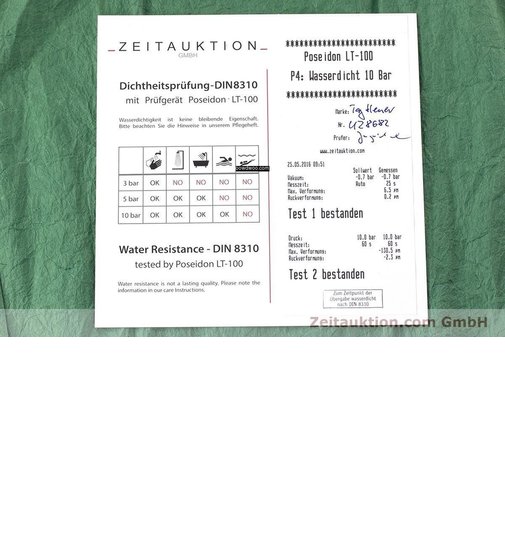 _ ZEITAUKTION _
GMBH
Dichtheitsprüfung-DIN8310
mit Prüfgerät Poseidon · LT-100
Wasserdichtigkeit ist keine bleibende Eigenschaft.
Bitte beachten Sie die Hinweise in unserem Pflegeheft.
3 bar OK NO NO NO NO
5 bar OK OK OK NO NO
10 bar OK OK OK OK NO
Water Resistance - DIN 8310
tested by Poseidon LT-100
Water resistance is not a lasting quality, Please note the
information in our care Instructions.
Poseidon LT-100
P4: Wasserdicht 10 Bar
Marke: Tag Heuer
Nr. UZ8682
Prüfer:
www.zeitauktion.com
25.05.2016 09:51
Sollwert Gemessen
Vakuum: -0.7 bar -0.7 bar
Messzeit: Auto 25 s
Max. Verformung: 6.5
Rückverformung: 0.2
Test 1 bestanden
Druck: 10.0 bar 10.0 bar
Messzeit: 60 s 60 s
Max. Verformung: -130.5
Rückverformung: -2.3
Test 2 bestanden
Zum Zeitpunkt der
Übergabe wasserdicht
nach DIN 8310
Zeitauktion.com GmbH